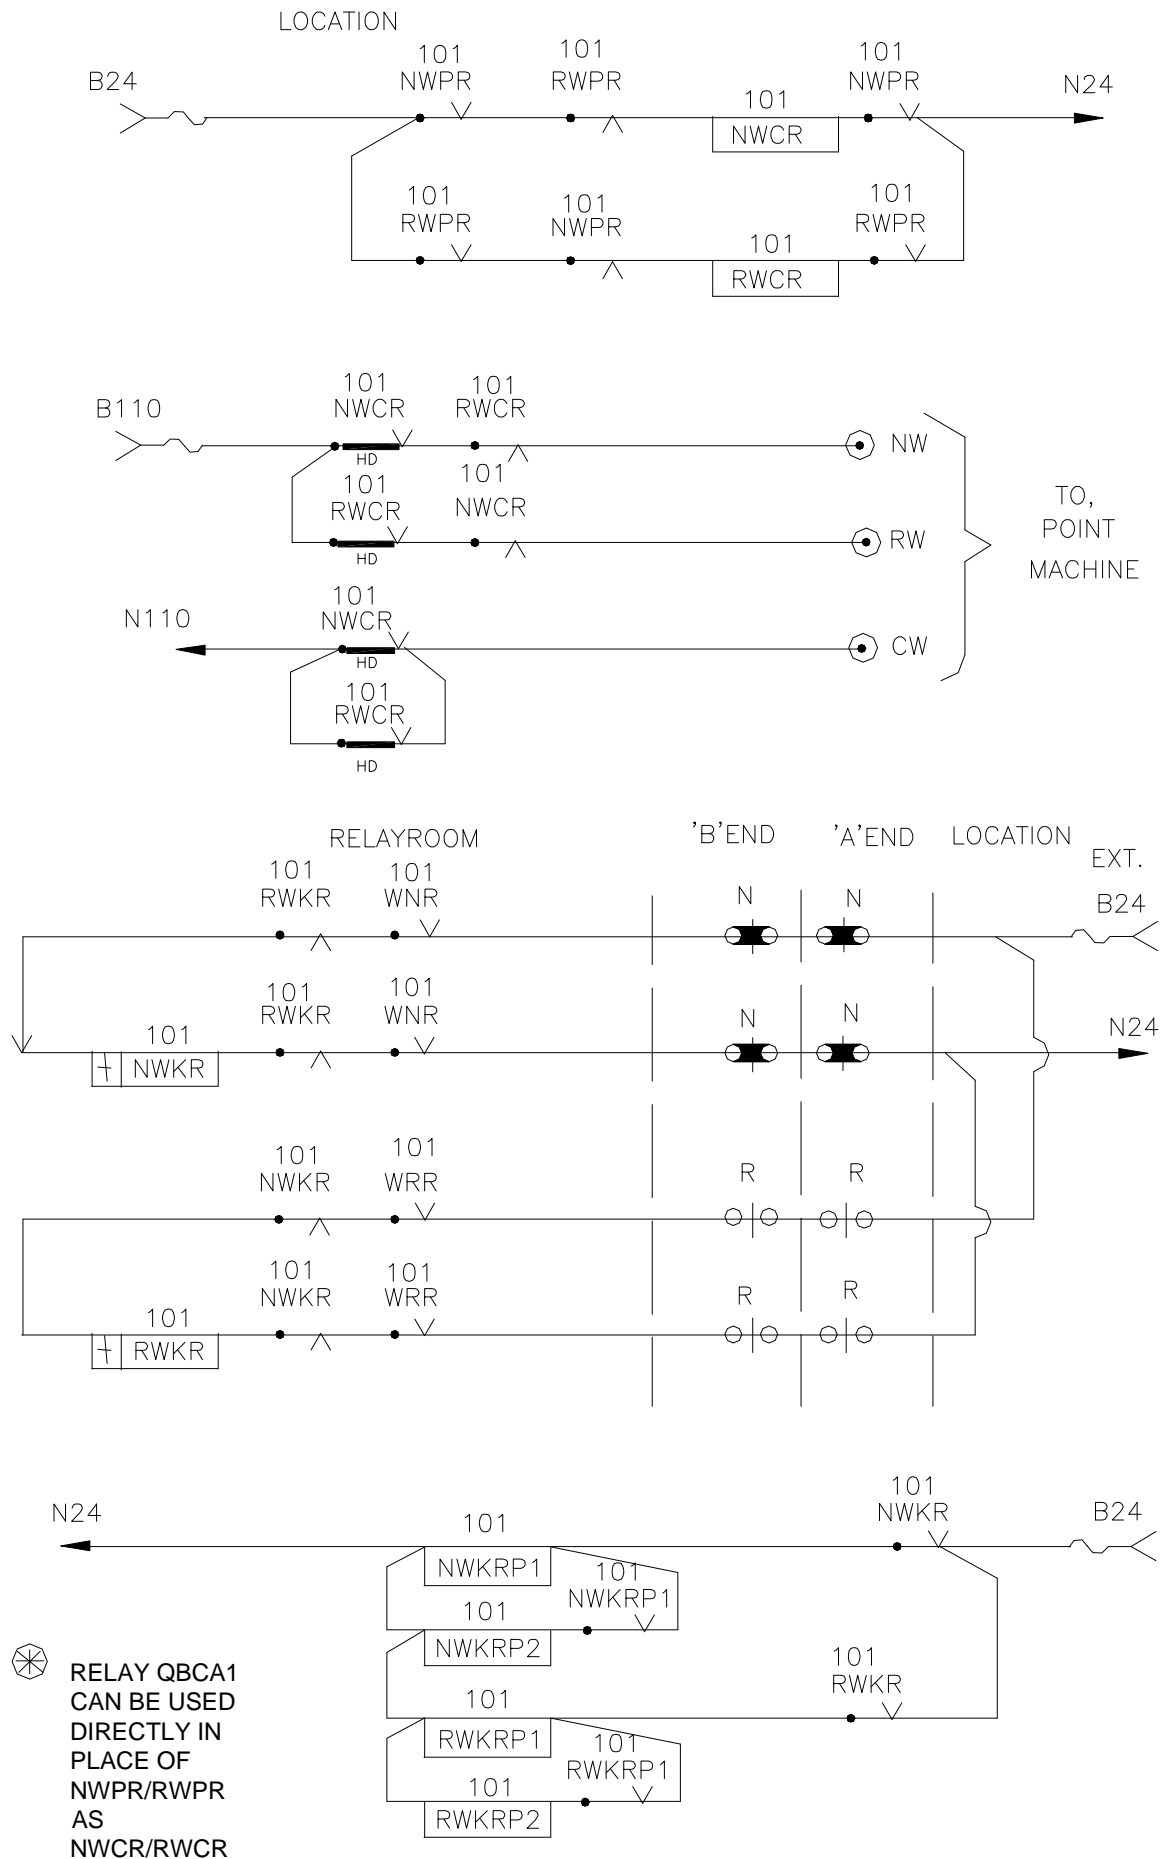 LOCATION
B24
101
NWPR
101
RWPR
101
NWCR
101
NWPR
N24
101
RWPR
101
NWPR
101
RWCR
101
RWPR
B110
101
NWCR
HD
101
RWCR
NW
101
RWCR
HD
101
NWCR
RW
TO,
POINT
MACHINE
N110
101
NWCR
HD
CW
101
RWCR
HD
RELAYROOM
'B'END
'A'END
LOCATION
101
RWKR
101
WNR
N
N
EXT.
B24
101
NWKR
101
RWKR
101
WNR
N
N
N24
101
NWKR
101
WRR
R
R
101
RWKR
101
NWKR
101
WRR
R
R
N24
101
NWKRP1
101
NWKR
B24
101
NWKRP1
101
NWKRP2
101
RWKR
101
RWKRP1
101
RWKRP1
101
RWKRP2
RELAY QBCA1
CAN BE USED
DIRECTLY IN
PLACE OF
NWPR/RWPR
AS
NWCR/RWCR